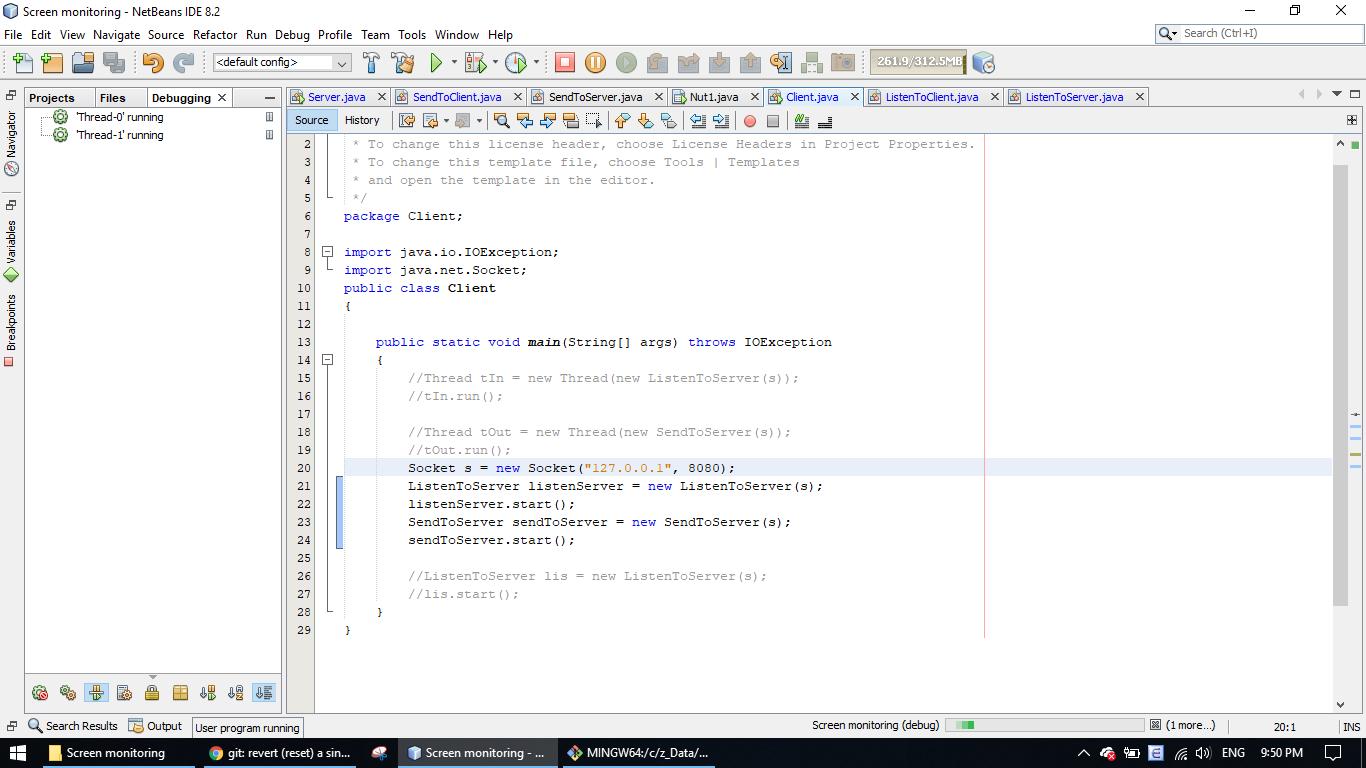 Screen monitoring - NetBeans IDE 8.2
File Edit View Navigate Source Refactor Run Debug Profile Team Tools Window Help
Search (Ctrl+I)
<default config>
261.9/312.5MB
Projects Files Debugging
Server.java SendToClient.java SendToServer.java Nut1.java Client.java ListenToClient.java ListenToServer.java
Navigator
Variables
Breakpoints
'Thread-0' running
'Thread-1' running
Source History
2 * To change this license header, choose License Headers in Project Properties.
3 * To change this template file, choose Tools | Templates
4 * and open the template in the editor.
5 */
6 package Client;
7
8 import java.io.IOException;
9 import java.net.Socket;
10 public class Client
11 {
12
13 public static void main(String[] args) throws IOException
14 {
15 //Thread tIn = new Thread(new ListenToServer(s));
16 //tIn.run();
17
18 //Thread tOut = new Thread(new SendToServer(s));
19 //tOut.run();
20 Socket s = new Socket("127.0.0.1", 8080);
21 ListenToServer listenServer = new ListenToServer(s);
22 listenServer.start();
23 SendToServer sendToServer = new SendToServer(s);
24 sendToServer.start();
25
26 //ListenToServer lis = new ListenToServer(s);
27 //lis.start();
28 }
29 }
Search Results Output User program running
Screen monitoring (debug) (1 more...) 20:1 INS
Screen monitoring
git: revert (reset) a sin...
Screen monitoring - ...
MINGW64:/c/z_Data/...
ENG 9:50 PM